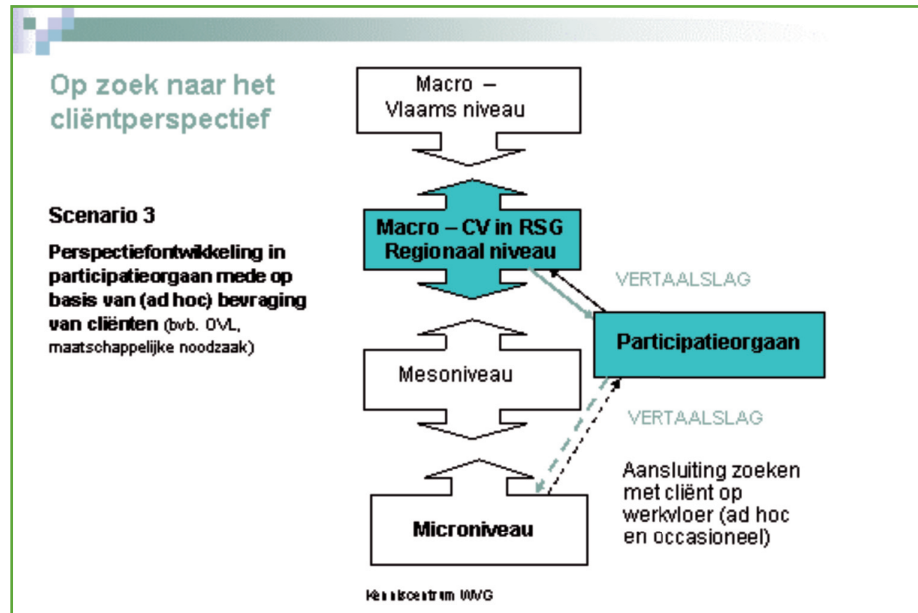 Op zoek naar het
cliëntperspectief
Scenario 3
Perspectiefontwikkeling in
participatieorgaan mede op
basis van (ad hoc) bevraging
van cliënten (bvb. OVL,
maatschappelijke noodzaak)
Macro –
Vlaams niveau
Macro – CV in RSG
Regionaal niveau
VERTAALSLAG
Participatieorgaan
Mesoniveau
VERTAALSLAG
Aansluiting zoeken
met cliënt op
werkvloer (ad hoc
en occasioneel)
Microniveau
Kenniscentrum WVG